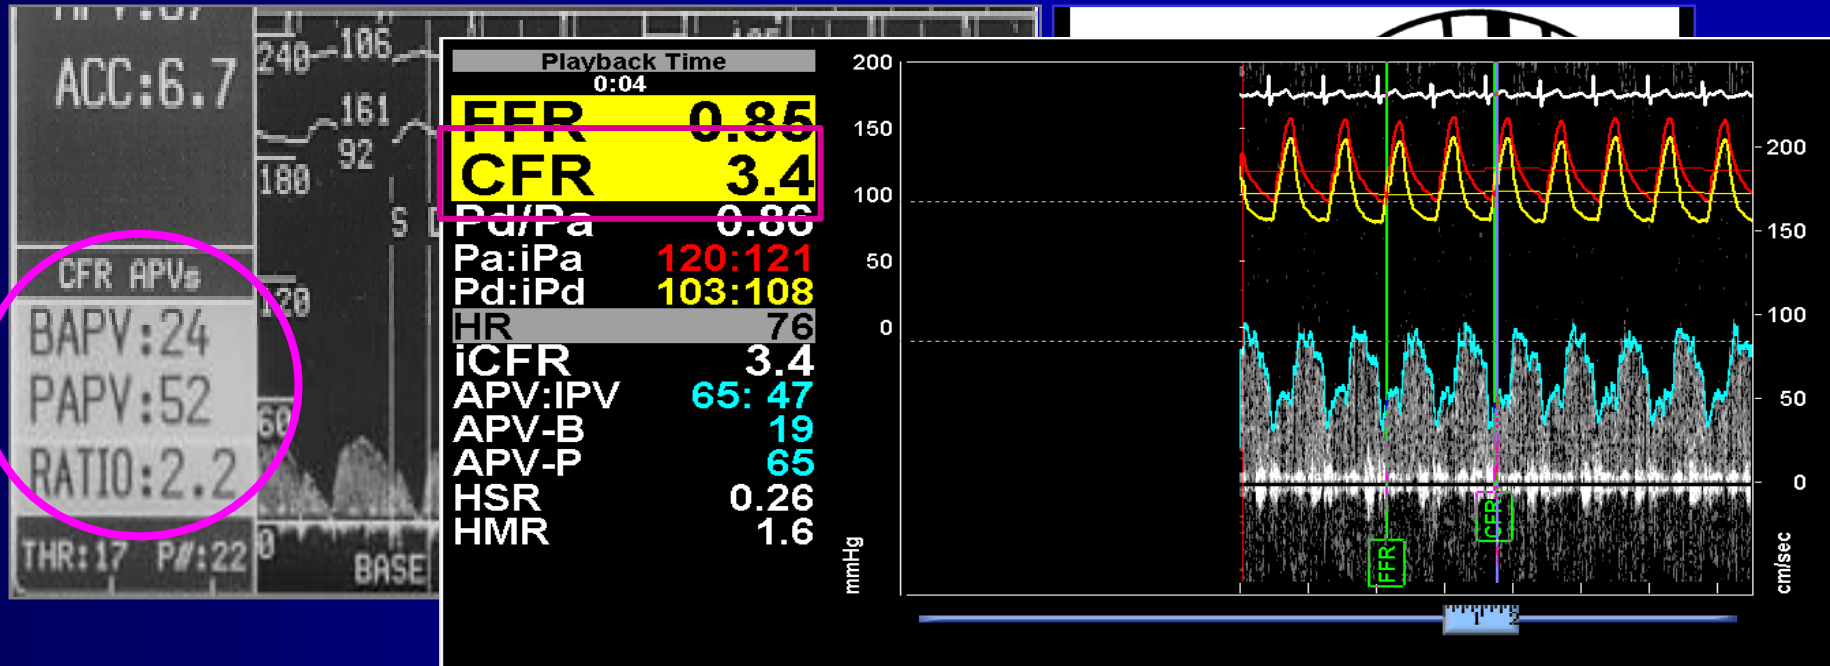 ACC:6.7
CFR APVs
BAPV:24
PAPV:52
RATIO:2.2
THR:17 P#:22
240
106
161
92
180
S
120
60
0
BASE
Playback Time
0:04
FFR 0.85
CFR 3.4
Pd/Pa 0.86
Pa:iPa 120:121
Pd:iPd 103:108
HR 76
iCFR 3.4
APV:IPV 65: 47
APV-B 19
APV-P 65
HSR 0.26
HMR 1.6
200
150
100
50
0
mmHg
FFR
CFR
200
150
100
50
0
cm/sec
1
2